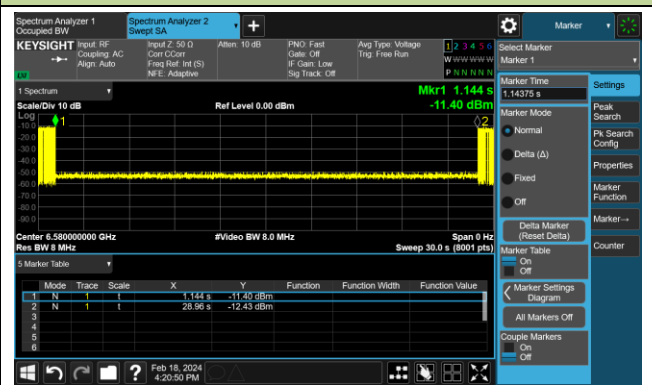 Spectrum Analyzer 1
Occupied BW
Spectrum Analyzer 2
Swept SA
Marker
KEYSIGHT
Input: RF
Coupling: AC
Align: Auto
Input Z: 50 Ω
Corr CCorr
Freq Ref: Int (S)
NFE: Adaptive
Atten: 10 dB
PNO: Fast
Gate: Off
IF Gain: Low
Sig Track: Off
Avg Type: Voltage
Trig: Free Run
1 2 3 4 5 6
W W W W W W
P N N N N N
LXI
Select Marker
Marker 1
1 Spectrum
Scale/Div 10 dB
Ref Level 0.00 dBm
Mkr1 1.144 s
-11.40 dBm
Log
-10.0
-20.0
-30.0
-40.0
-50.0
-60.0
-70.0
-80.0
-90.0
1
2
Center 6.580000000 GHz
Res BW 8 MHz
#Video BW 8.0 MHz
Span 0 Hz
Sweep 30.0 s (8001 pts)
5 Marker Table
Mode Trace Scale X Y Function Function Width Function Value
1 N 1 t 1.144 s -11.40 dBm
2 N 1 t 28.96 s -12.43 dBm
3
4
5
6
Marker Time
1.14375 s
Marker Mode
Normal
Delta (Δ)
Fixed
Off
Delta Marker
(Reset Delta)
Marker Table
On
Off
Marker Settings
Diagram
All Markers Off
Couple Markers
On
Off
Settings
Peak
Search
Pk Search
Config
Properties
Marker
Function
Marker→
Counter
?
Feb 18, 2024
4:20:50 PM